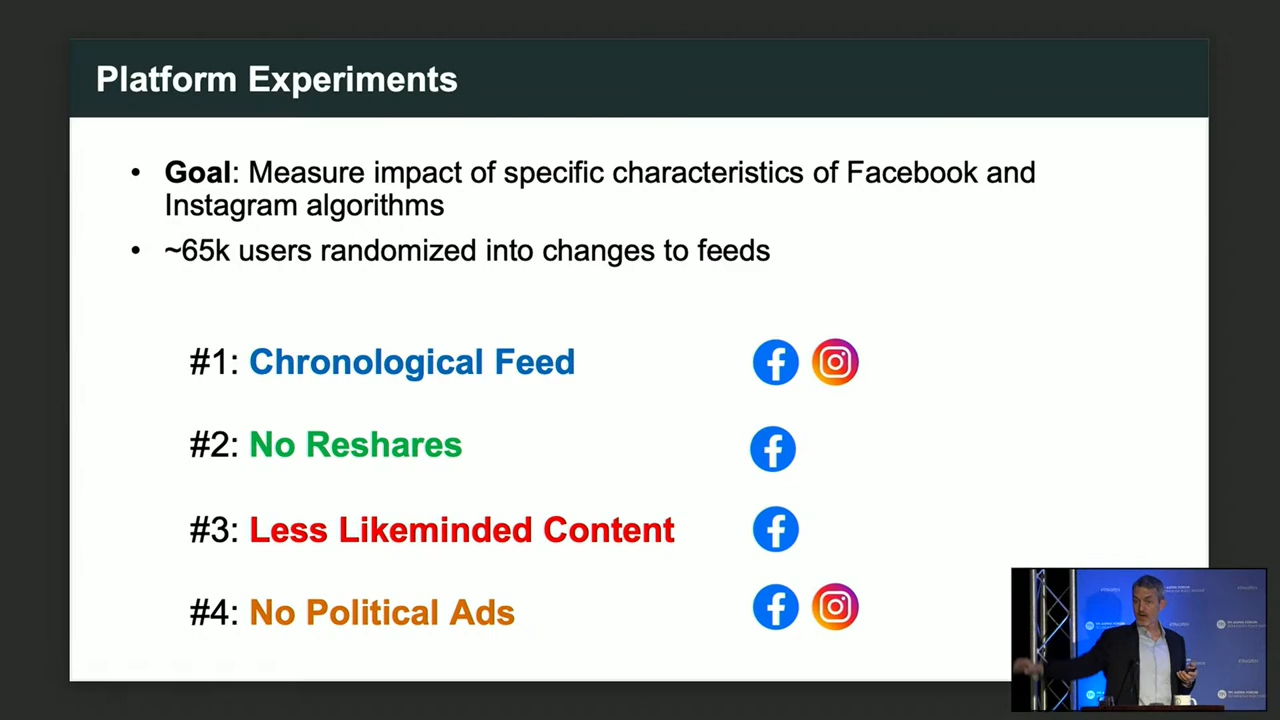 Platform Experiments
• Goal: Measure impact of specific characteristics of Facebook and
Instagram algorithms
• ~65k users randomized into changes to feeds
#1: Chronological Feed
#2: No Reshares
#3: Less Likeminded Content
#4: No Political Ads